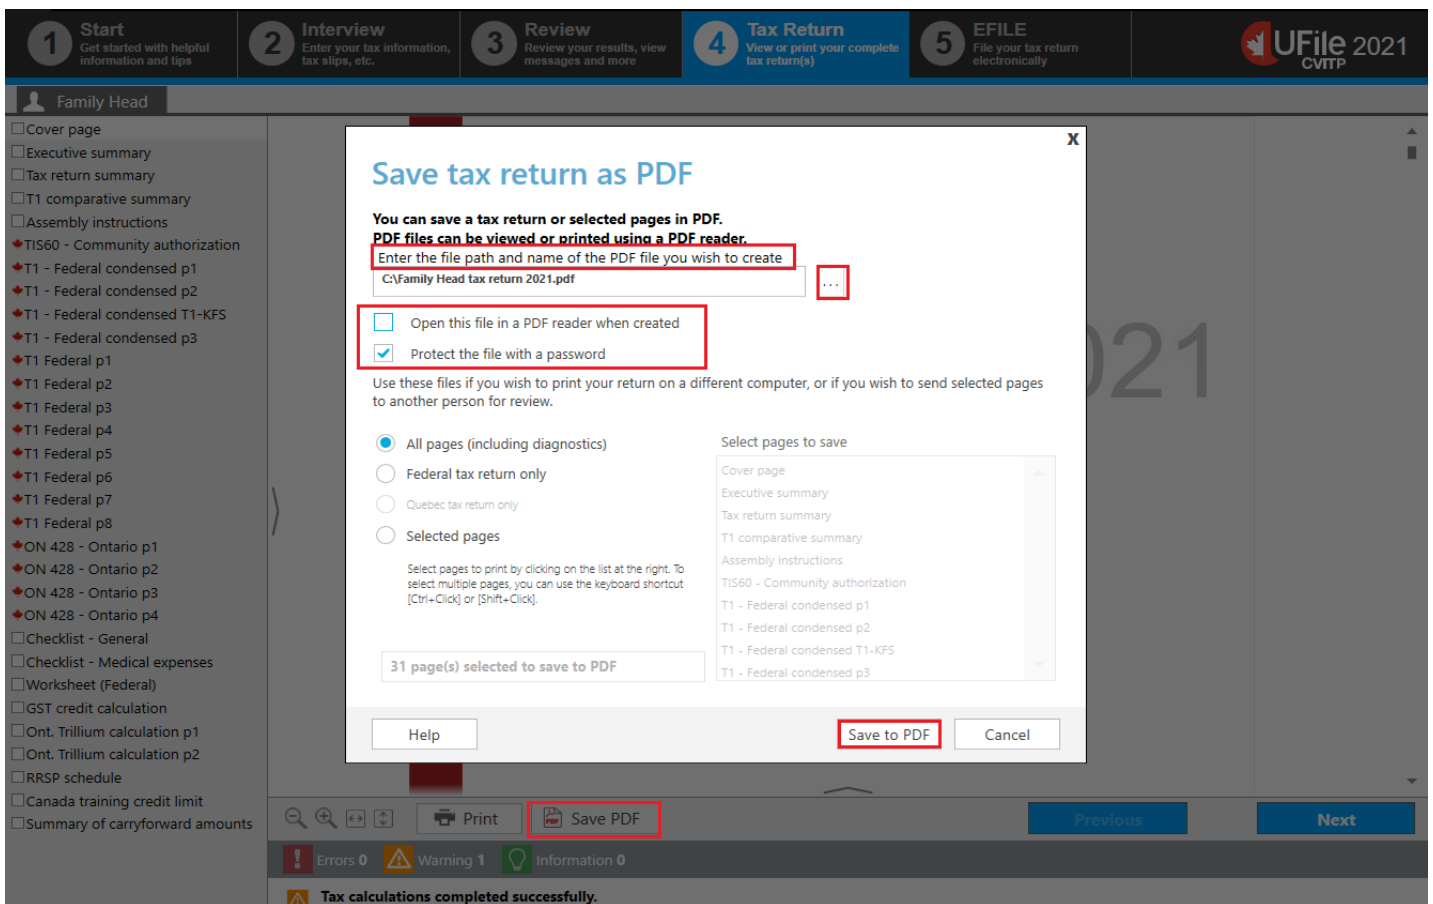 1
Start
Get started with helpful
information and tips
2
Interview
Enter your tax information,
tax slips, etc.
3
Review
Review your results, view
messages and more
4
Tax Return
View or print your complete
tax return(s)
5
EFILE
File your tax return
electronically
UFile 2021
CVITP
Family Head
Cover page
Executive summary
Tax return summary
T1 comparative summary
Assembly instructions
TIS60 - Community authorization
T1 - Federal condensed p1
T1 - Federal condensed p2
T1 - Federal condensed T1-KFS
T1 - Federal condensed p3
T1 Federal p1
T1 Federal p2
T1 Federal p3
T1 Federal p4
T1 Federal p5
T1 Federal p6
T1 Federal p7
T1 Federal p8
ON 428 - Ontario p1
ON 428 - Ontario p2
ON 428 - Ontario p3
ON 428 - Ontario p4
Checklist - General
Checklist - Medical expenses
Worksheet (Federal)
GST credit calculation
Ont. Trillium calculation p1
Ont. Trillium calculation p2
RRSP schedule
Canada training credit limit
Summary of carryforward amounts
X
Save tax return as PDF
You can save a tax return or selected pages in PDF.
PDF files can be viewed or printed using a PDF reader.
Enter the file path and name of the PDF file you wish to create
C:\Family Head tax return 2021.pdf
...
Open this file in a PDF reader when created
Protect the file with a password
Use these files if you wish to print your return on a different computer, or if you wish to send selected pages
to another person for review.
All pages (including diagnostics)
Federal tax return only
Quebec tax return only
Selected pages
Select pages to print by clicking on the list at the right. To
select multiple pages, you can use the keyboard shortcut
[Ctrl+Click] or [Shift+Click].
31 page(s) selected to save to PDF
Select pages to save
Cover page
Executive summary
Tax return summary
T1 comparative summary
Assembly instructions
TIS60 - Community authorization
T1 - Federal condensed p1
T1 - Federal condensed p2
T1 - Federal condensed T1-KFS
T1 - Federal condensed p3
Help
Save to PDF
Cancel
021
Print
PDF
Save PDF
Previous
Next
! Errors 0
Warning 1
Information 0
Tax calculations completed successfully.